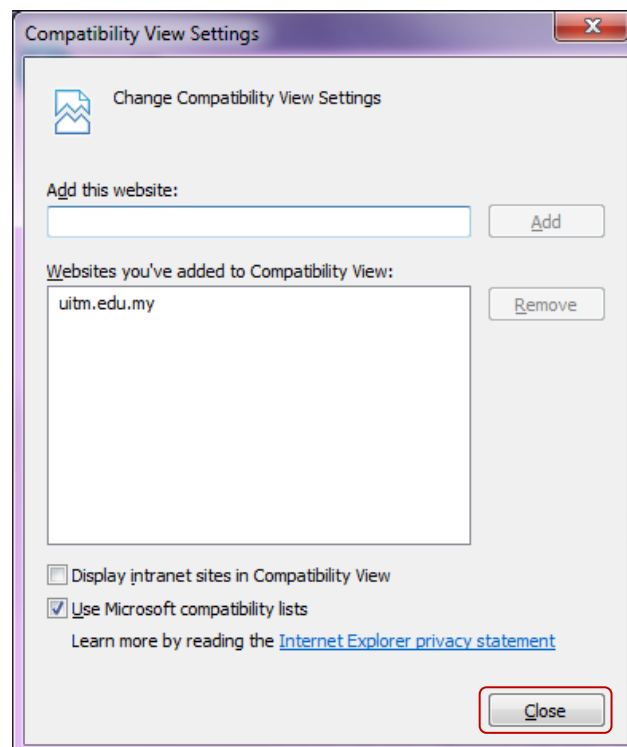 Compatibility View Settings
Change Compatibility View Settings
Add this website:
Add
Websites you've added to Compatibility View:
uitm.edu.my
Remove
Display intranet sites in Compatibility View
Use Microsoft compatibility lists
Learn more by reading the Internet Explorer privacy statement
Close